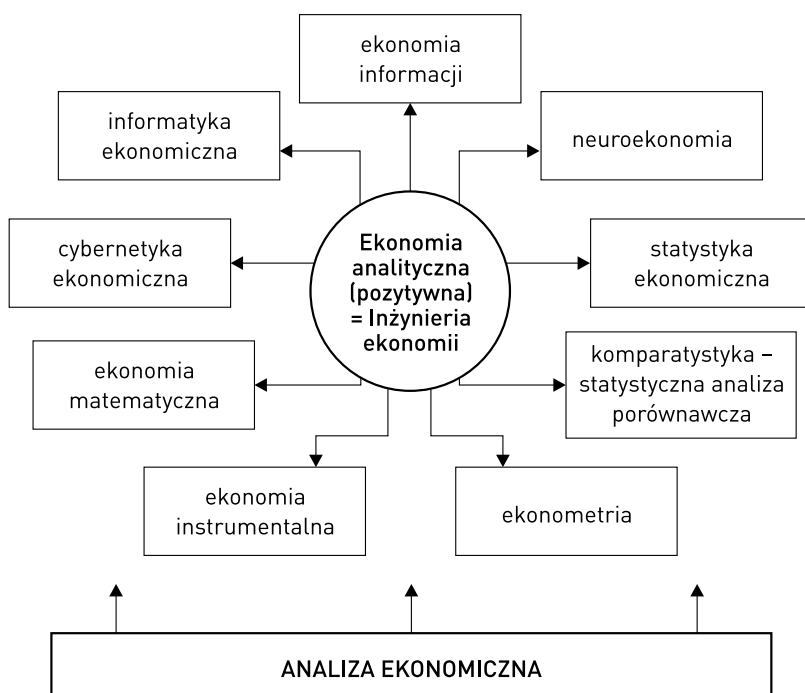 ekonomia
informacji
informatyka
ekonomiczna
neuroekonomia
cybernetyka
ekonomiczna
Ekonomia
analityczna
(pozytywna)
= Inżynieria
ekonomii
statystyka
ekonomiczna
ekonomia
matematyczna
komparatystyka –
statystyczna analiza
porównawcza
ekonomia
instrumentalna
ekonometria
ANALIZA EKONOMICZNA